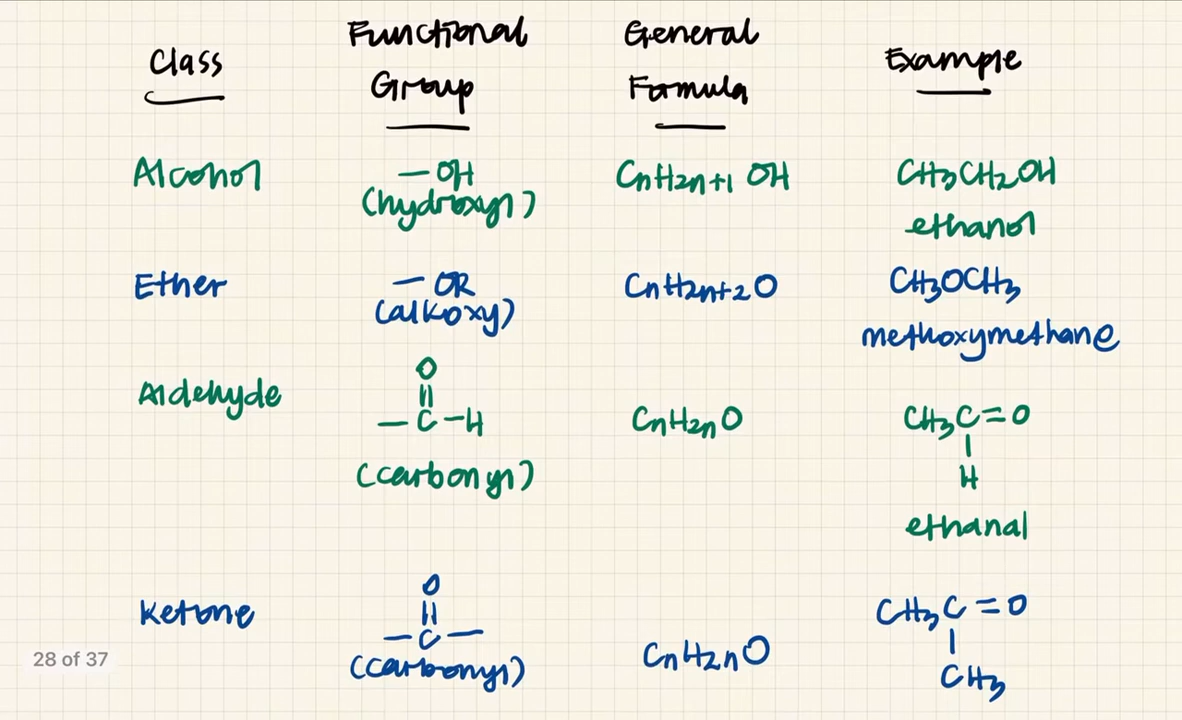 Class Functional Group General Formula Example
Alcohol —OH CnH2n+1 OH CH3CH2OH
(hydroxyl) ethanol
Ether —OR CnH2n+2O CH3OCH3
(alkoxy) methoxymethane
O
||
Aldehyde —C—H CnH2nO CH3C=O
|
(carbonyl) H
ethanal
O
||
Ketone —C— CnH2nO CH3C=O
|
(carbonyl) CH3
28 of 37